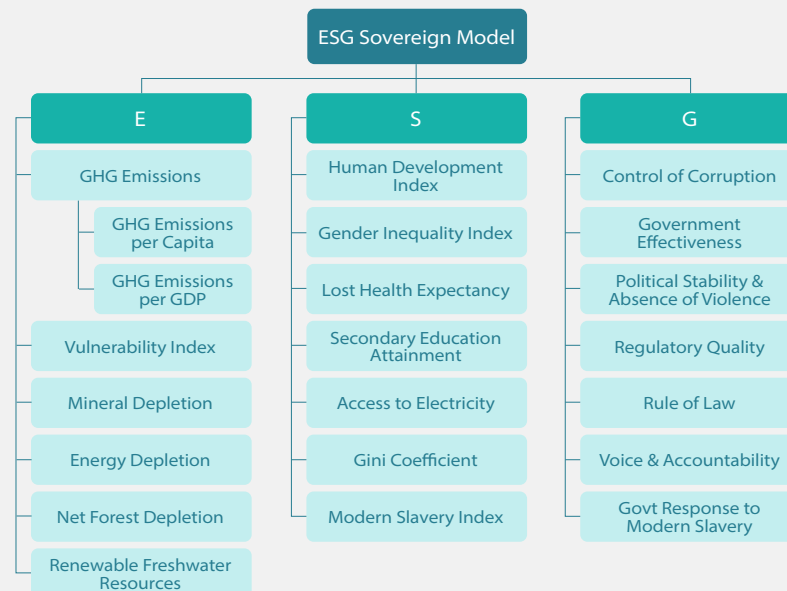 ESG Sovereign Model
E
GHG Emissions
GHG Emissions
per Capita
GHG Emissions
per GDP
Vulnerability Index
Mineral Depletion
Energy Depletion
Net Forest Depletion
Renewable Freshwater
Resources
S
Human Development
Index
Gender Inequality Index
Lost Health Expectancy
Secondary Education
Attainment
Access to Electricity
Gini Coefficient
Modern Slavery Index
G
Control of Corruption
Government
Effectiveness
Political Stability &
Absence of Violence
Regulatory Quality
Rule of Law
Voice & Accountability
Govt Response to
Modern Slavery